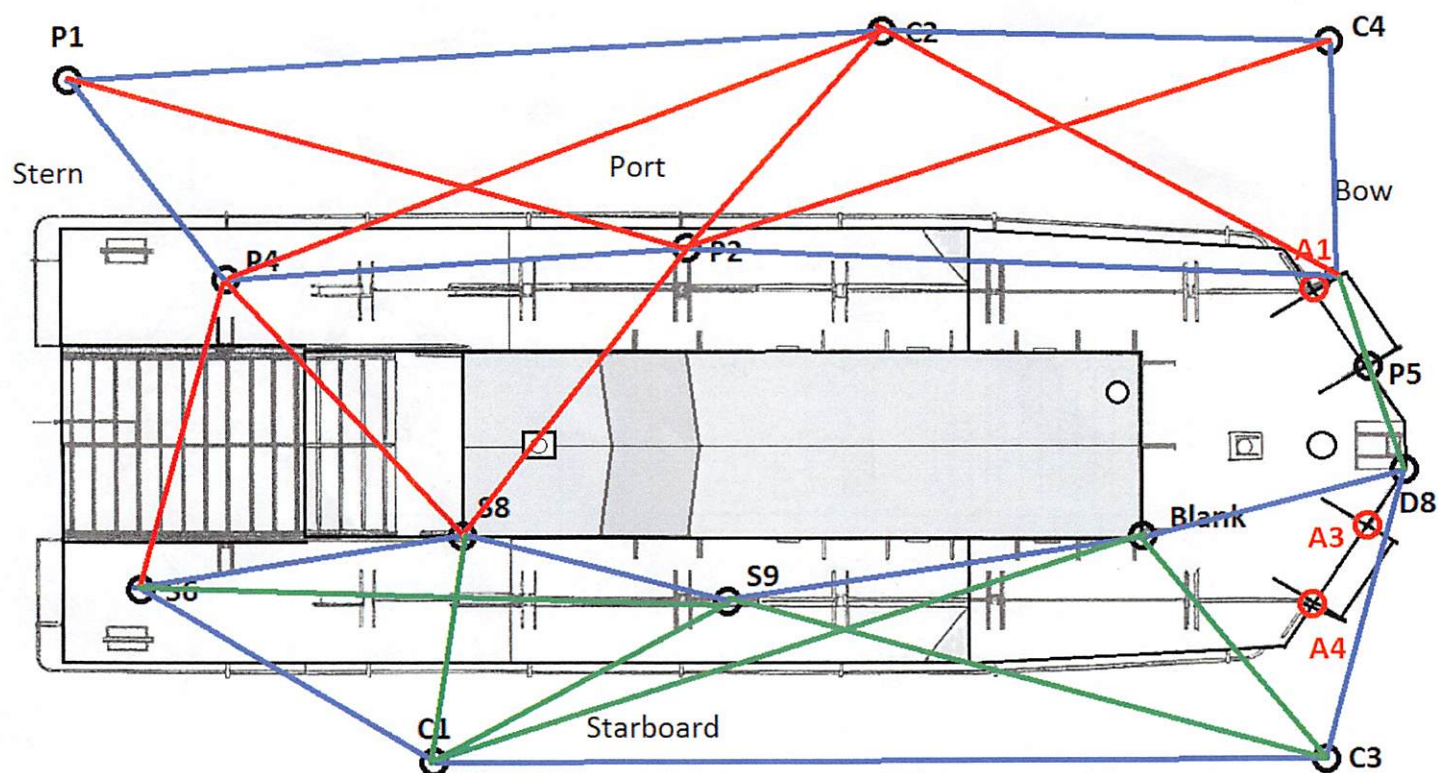 P1
C2
C4
Stern
Port
Bow
P4
P2
A1
P5
S8
Blank
D8
A3
S6
S9
A4
C1
Starboard
C3